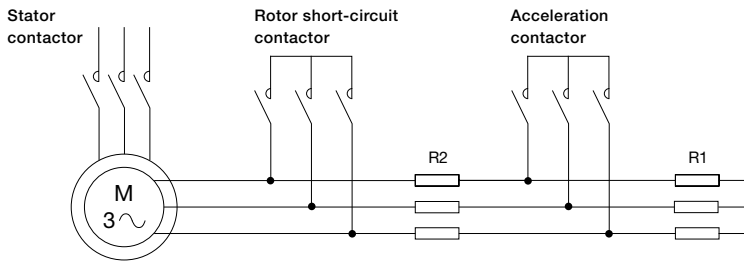 Stator
contactor
Rotor short-circuit
contactor
Acceleration
contactor
R2
R1
M
3